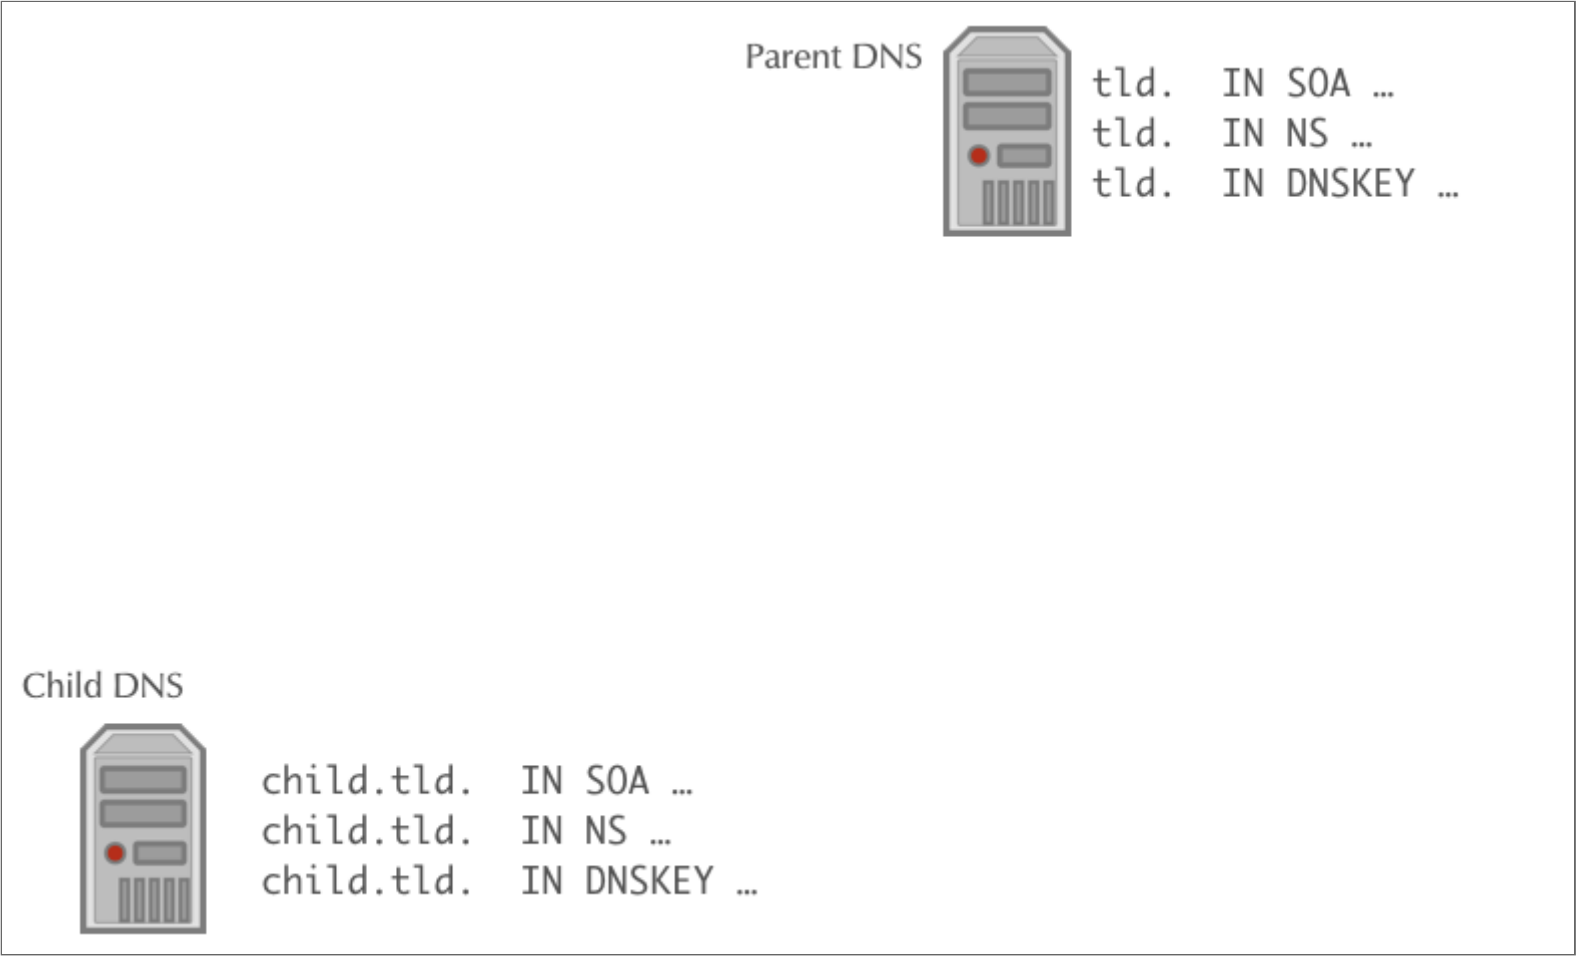 Parent DNS
tld.  IN SOA …
tld.  IN NS …
tld.  IN DNSKEY …
Child DNS
child.tld.  IN SOA …
child.tld.  IN NS …
child.tld.  IN DNSKEY …